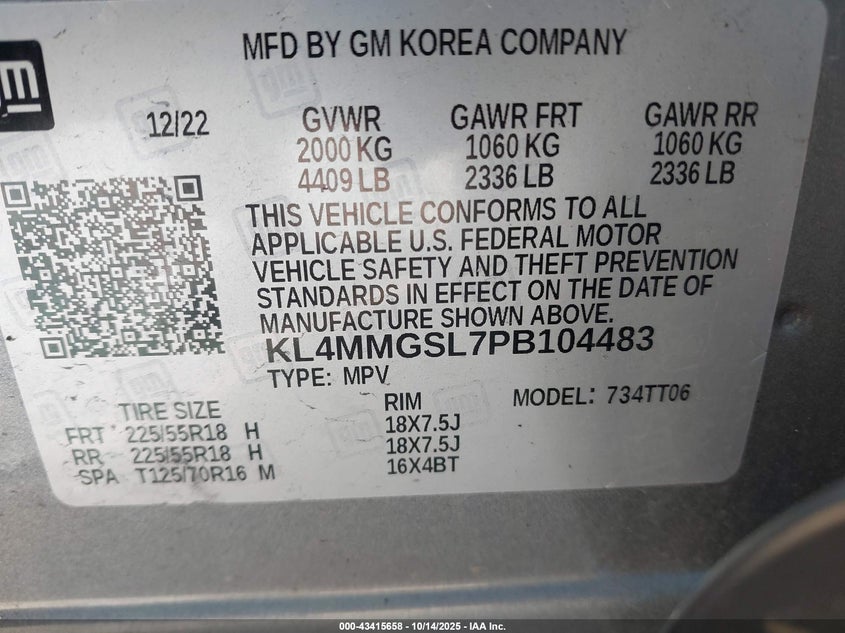 MFD BY GM KOREA COMPANY
gm
12/22
GVWR GAWR FRT GAWR RR
2000 KG 1060 KG 1060 KG
4409 LB 2336 LB 2336 LB
THIS VEHICLE CONFORMS TO ALL
APPLICABLE U.S. FEDERAL MOTOR
VEHICLE SAFETY AND THEFT PREVENTION
STANDARDS IN EFFECT ON THE DATE OF
MANUFACTURE SHOWN ABOVE.
KL4MMGSL7PB104483
TYPE: MPV
MODEL: 734TT06
TIRE SIZE RIM
FRT 225/55R18 H 18X7.5J
RR 225/55R18 H 18X7.5J
SPA T125/70R16 M 16X4BT
000-43415658 - 10/14/2025 - IAA Inc.